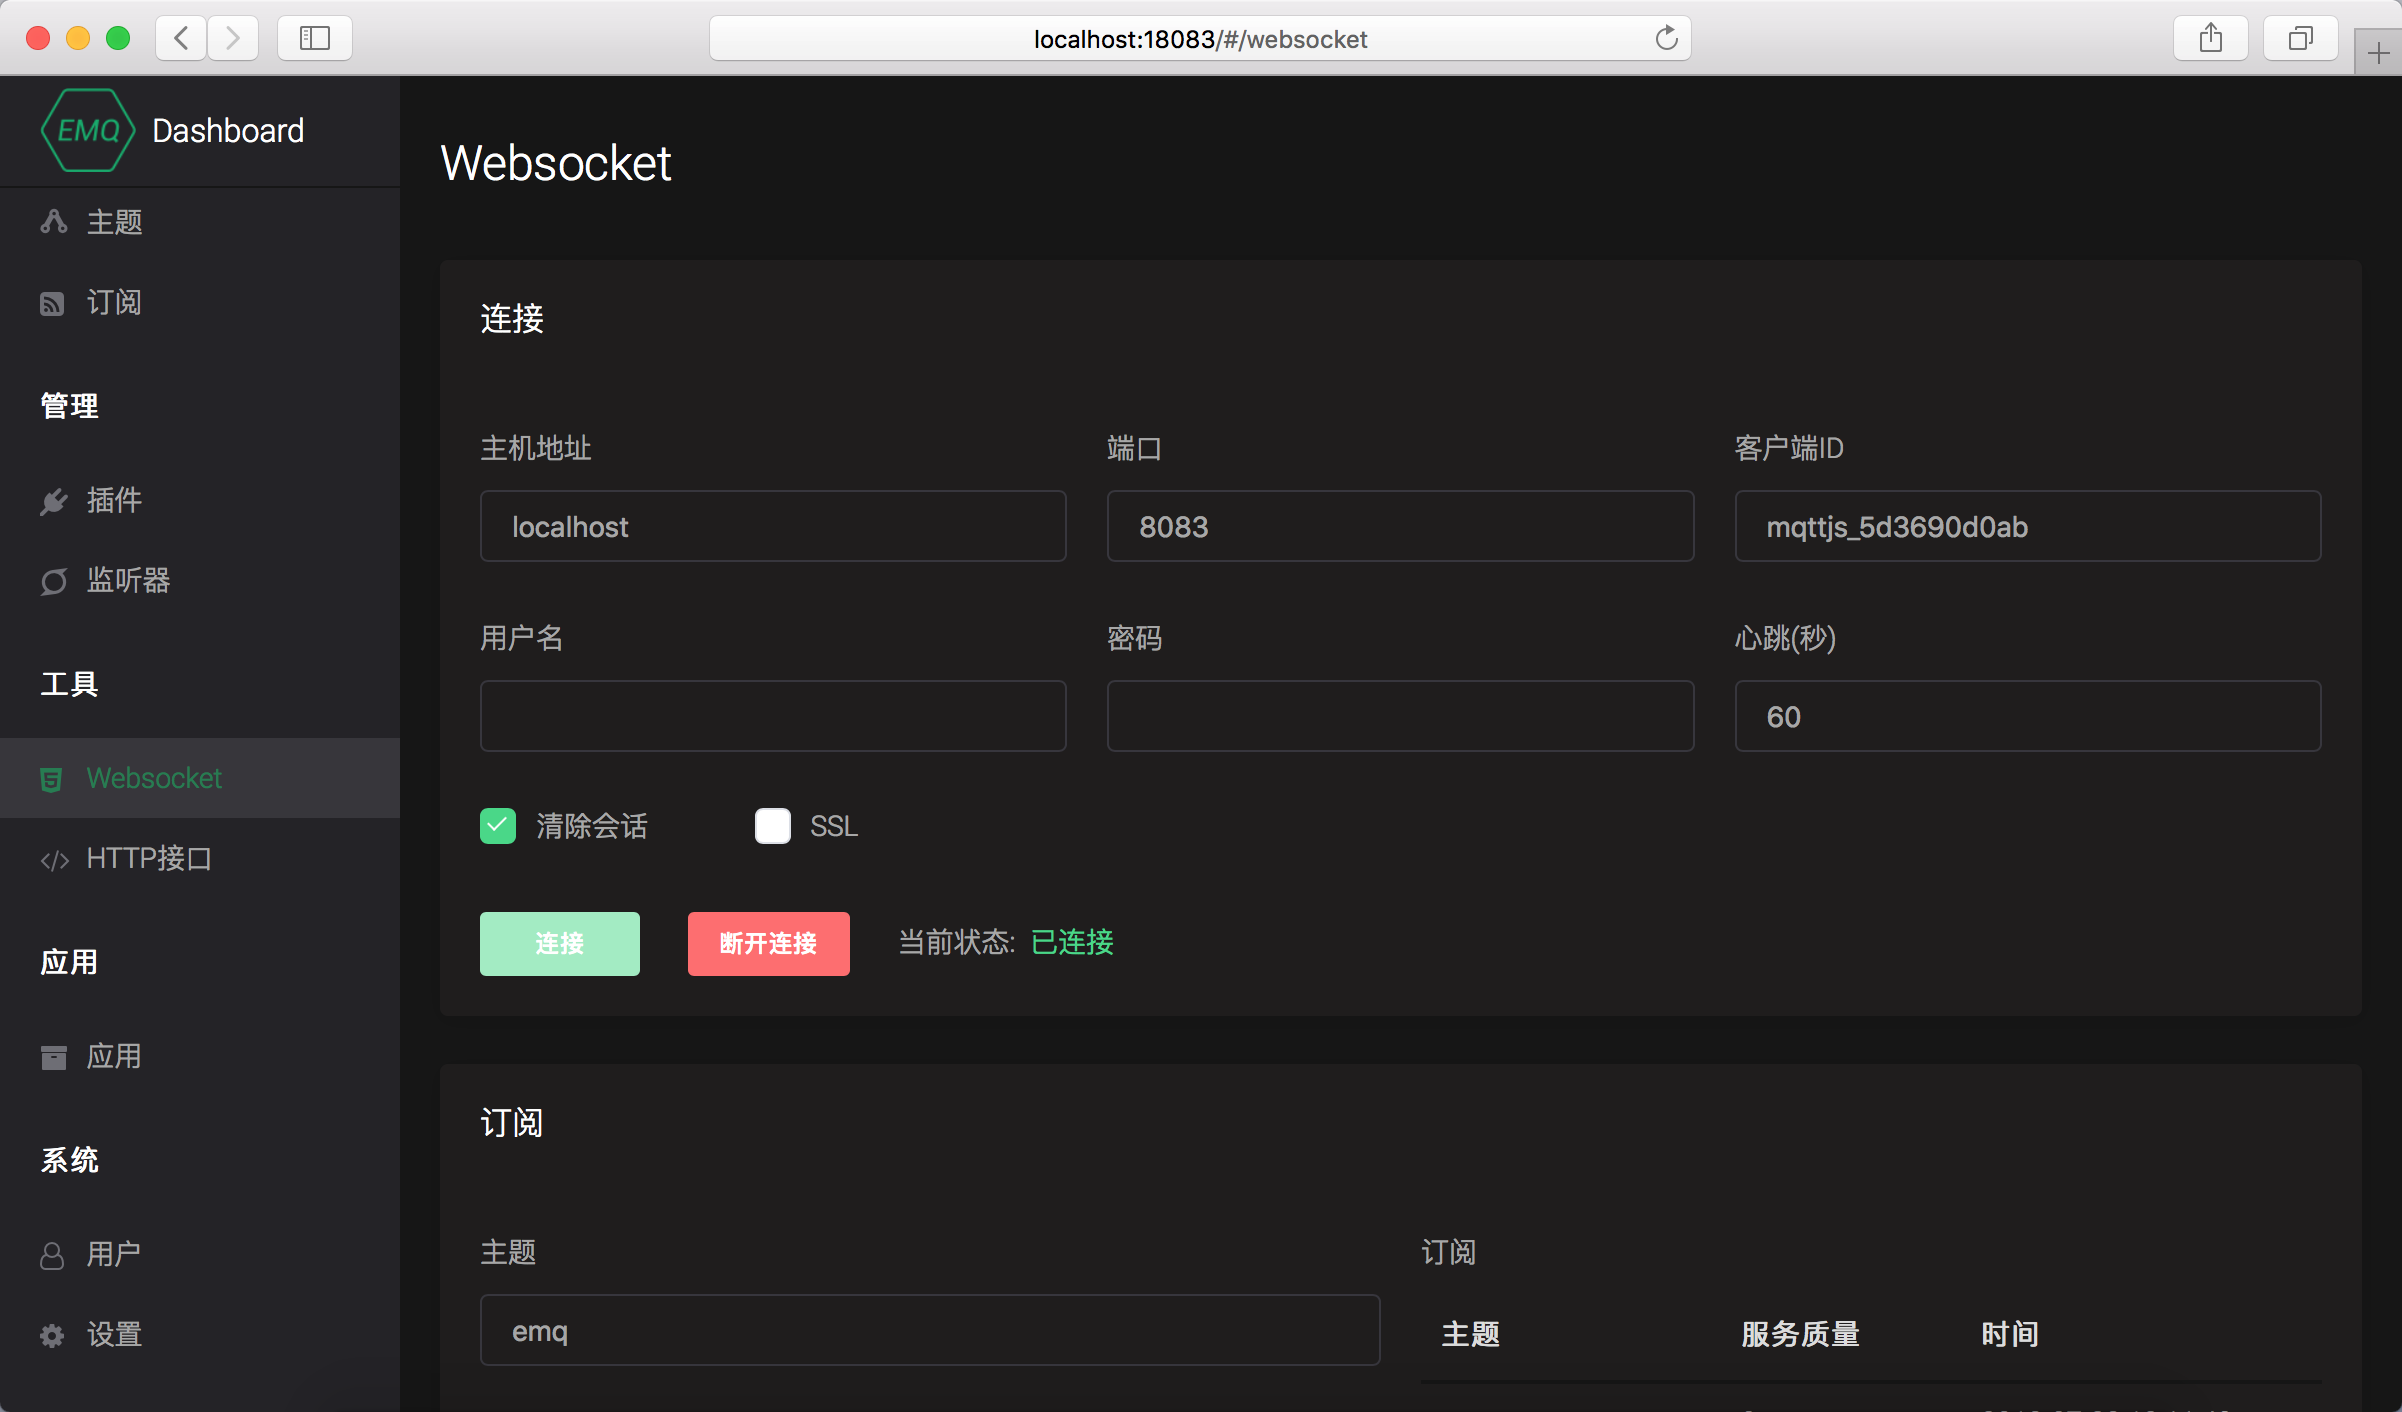 localhost:18083/#/websocket
EMQ Dashboard
主题
订阅
管理
插件
监听器
工具
Websocket
HTTP接口
应用
应用
系统
用户
设置
Websocket
连接
主机地址 端口 客户端ID
localhost 8083 mqttjs_5d3690d0ab
用户名 密码 心跳(秒)
60
清除会话 SSL
连接 断开连接 当前状态: 已连接
订阅
主题 订阅
emq 主题 服务质量 时间